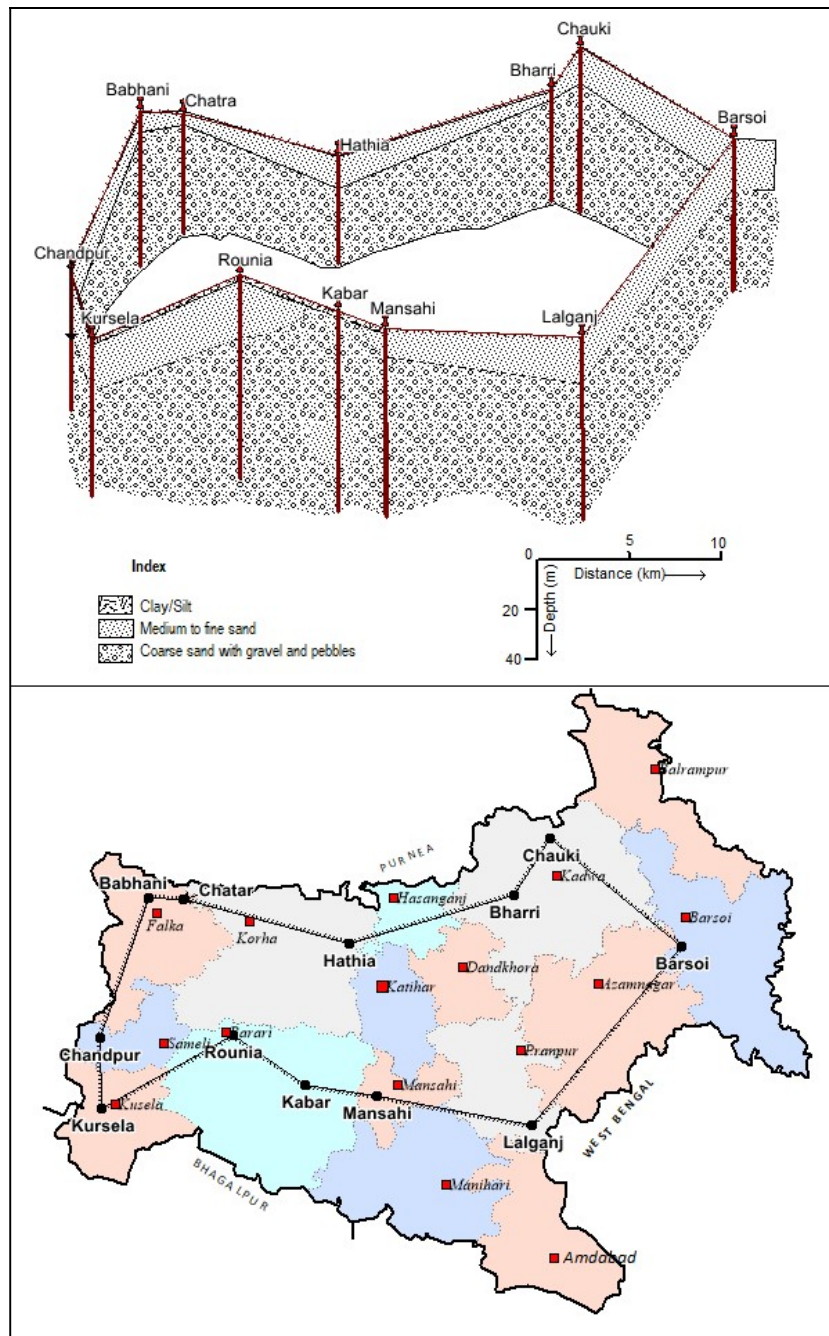 Chauki
Bharri
Babhani
Chatra
Barsoi
Hathia
Chandpur
Rounia
Kabar
Mansahi
Lalganj
Kursela
0 5 10
Distance (km)
20
40
Depth (m)
Index
Clay/Silt
Medium to fine sand
Coarse sand with gravel and pebbles
Balrampur
PURNEA
Chauki
Kadwa
Babhani
Chatar
Hasanganj
Bharri
Falka
Korha
Barsoi
Hathia
Dandkhora
Barsoi
Katihar
Azamnagar
Chandpur
Sameli
Barari
Rounia
Pranpur
Kusela
Kabar
Mansahi
Mansahi
Kursela
Lalganj
WEST BENGAL
BHAGALPUR
Manihari
Amdabad